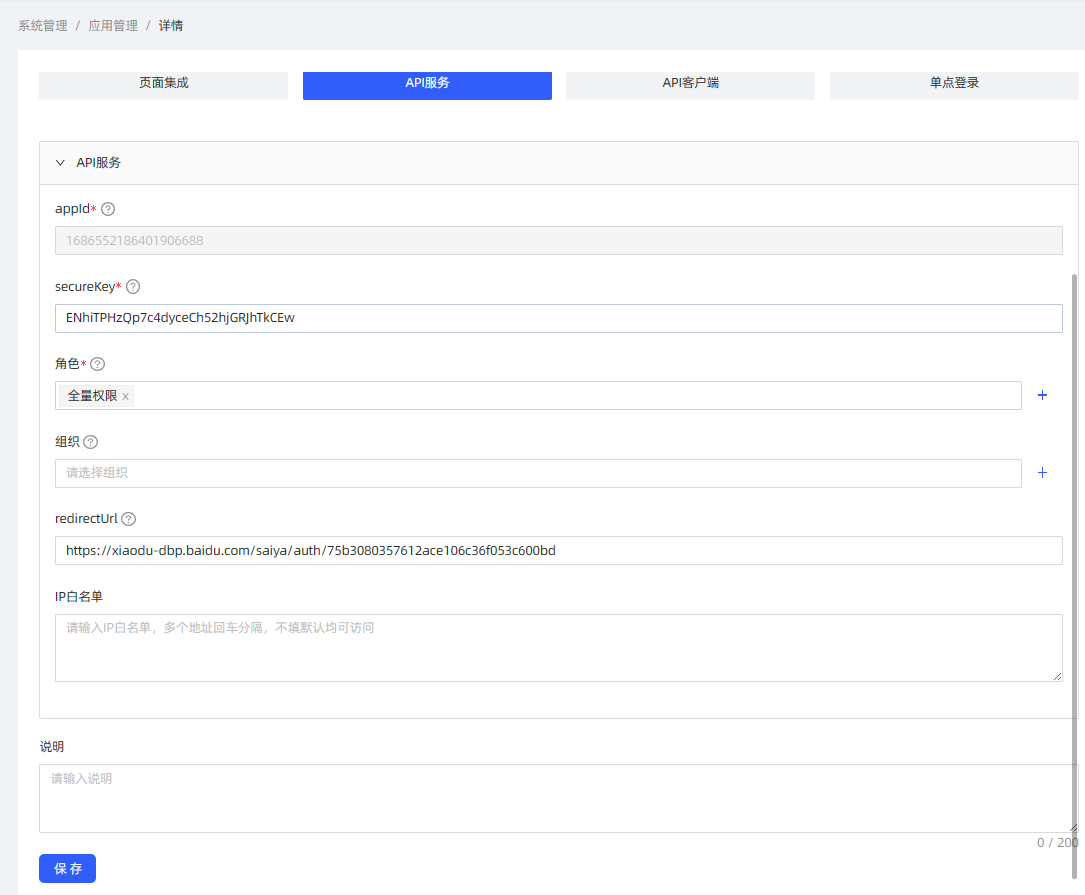 系统管理 / 应用管理 / 详情
页面集成 API服务 API客户端 单点登录
API服务
appId*
1686552186401906688
secureKey*
ENhiTPHzQp7c4dyceCh52hjGRJhTkCEw
角色*
全量权限 x
组织
请选择组织
redirectUrl
https://xiaodu-dbp.baidu.com/saiya/auth/75b3080357612ace106c36f053c600bd
IP白名单
请输入IP白名单，多个地址回车分隔，不填默认均可访问
说明
请输入说明
0 / 200
保 存